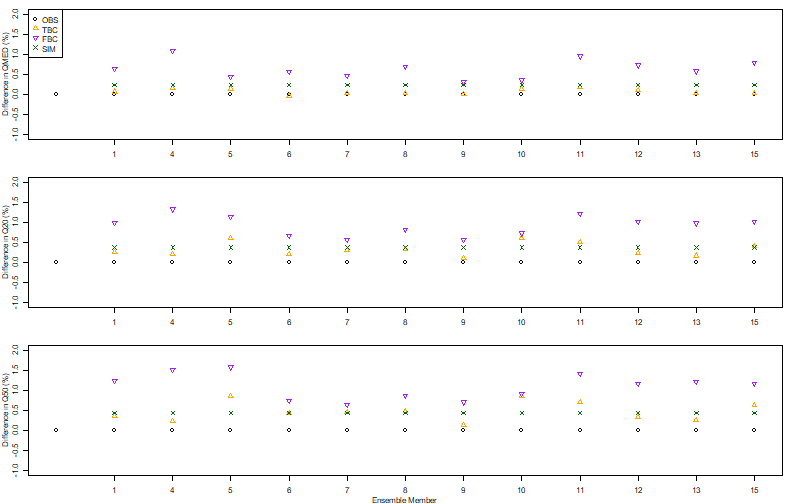 Difference in QMED (%)
2.0
1.5
1.0
0.5
0.0
-0.5
-1.0
OBS
TBC
FBC
SIM
1 4 5 6 7 8 9 10 11 12 13 15
Difference in Q20 (%)
2.0
1.5
1.0
0.5
0.0
-0.5
-1.0
1 4 5 6 7 8 9 10 11 12 13 15
Difference in Q50 (%)
2.0
1.5
1.0
0.5
0.0
-0.5
-1.0
1 4 5 6 7 8 9 10 11 12 13 15
Ensemble Member